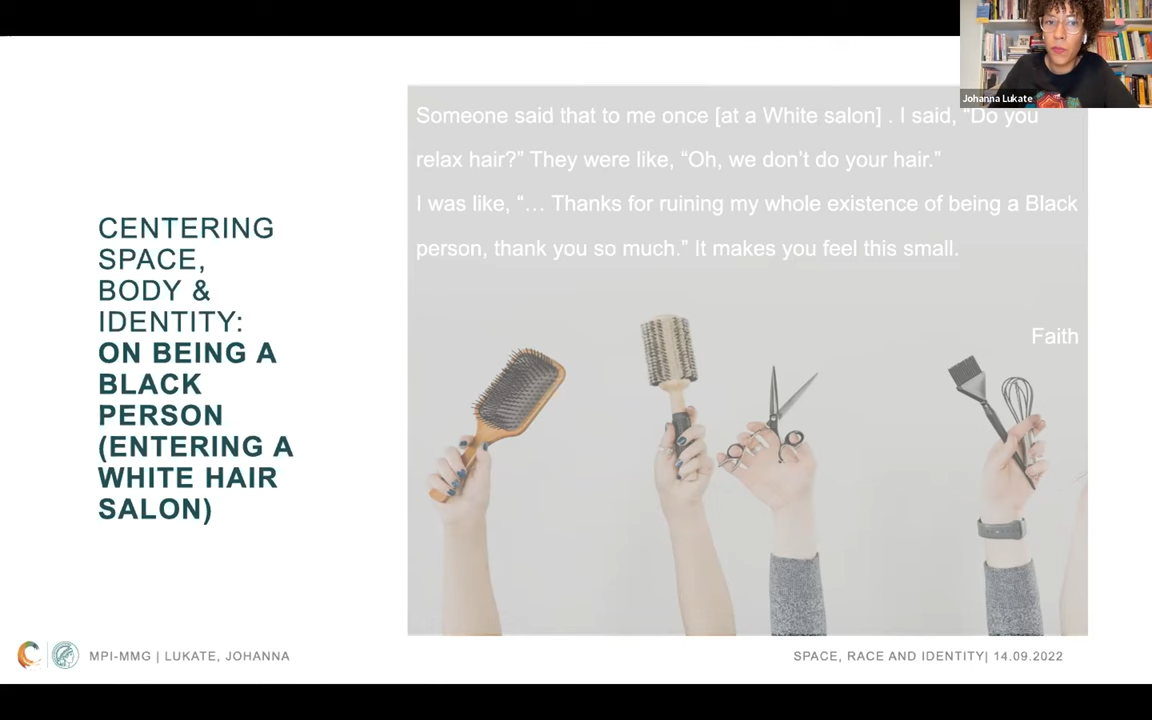 Johanna Lukate
Someone said that to me once [at a White salon] . I said, “Do you
relax hair?” They were like, “Oh, we don’t do your hair.”
I was like, “… Thanks for ruining my whole existence of being a Black
person, thank you so much.” It makes you feel this small.
Faith
CENTERING
SPACE,
BODY &
IDENTITY:
ON BEING A
BLACK
PERSON
(ENTERING A
WHITE HAIR
SALON)
MPI-MMG | LUKATE, JOHANNA
SPACE, RACE AND IDENTITY| 14.09.2022